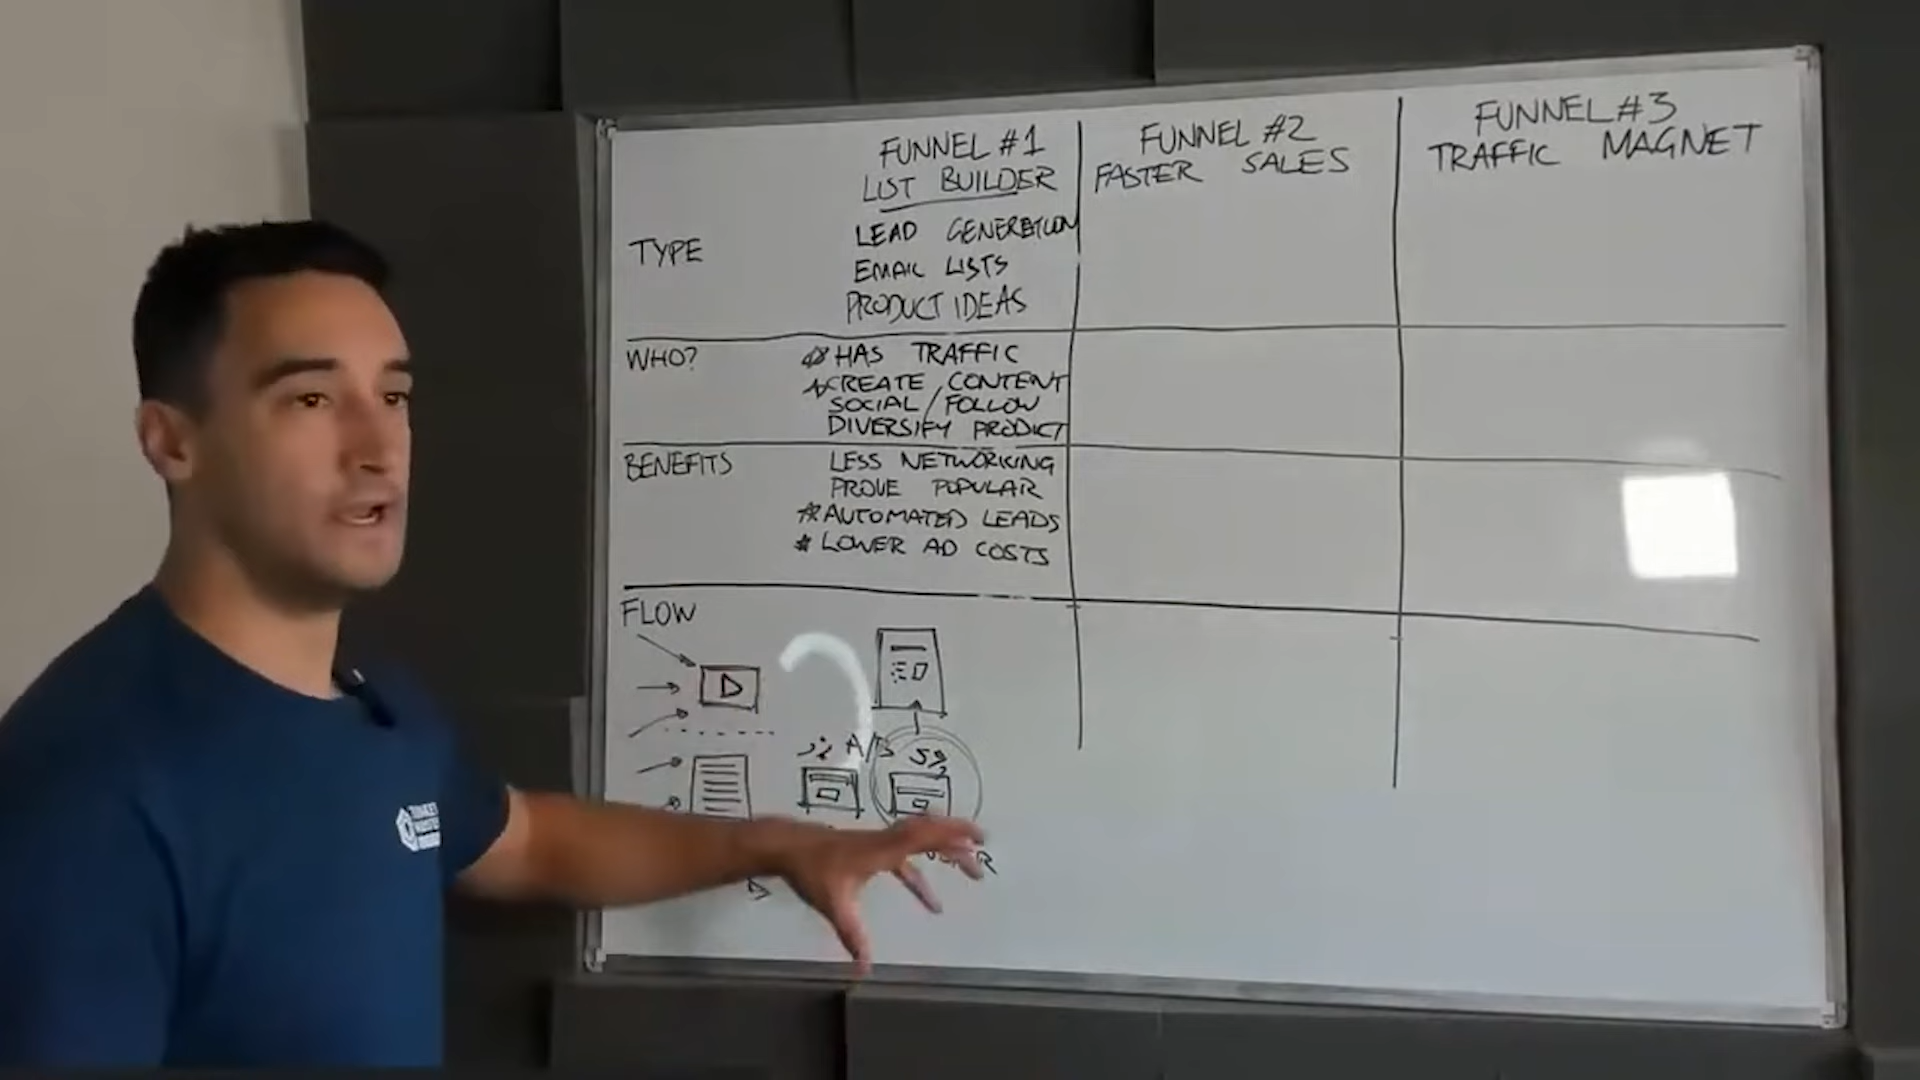 FUNNEL #1
LIST BUILDER
FUNNEL #2
FASTER SALES
FUNNEL #3
TRAFFIC MAGNET
TYPE
LEAD GENERATION
EMAIL LISTS
PRODUCT IDEAS
WHO?
HAS TRAFFIC
CREATE CONTENT
SOCIAL / FOLLOW
DIVERSIFY PRODUCT
BENEFITS
LESS NETWORKING
PROVE POPULAR
* AUTOMATED LEADS
* LOWER AD COSTS
FLOW
A/B